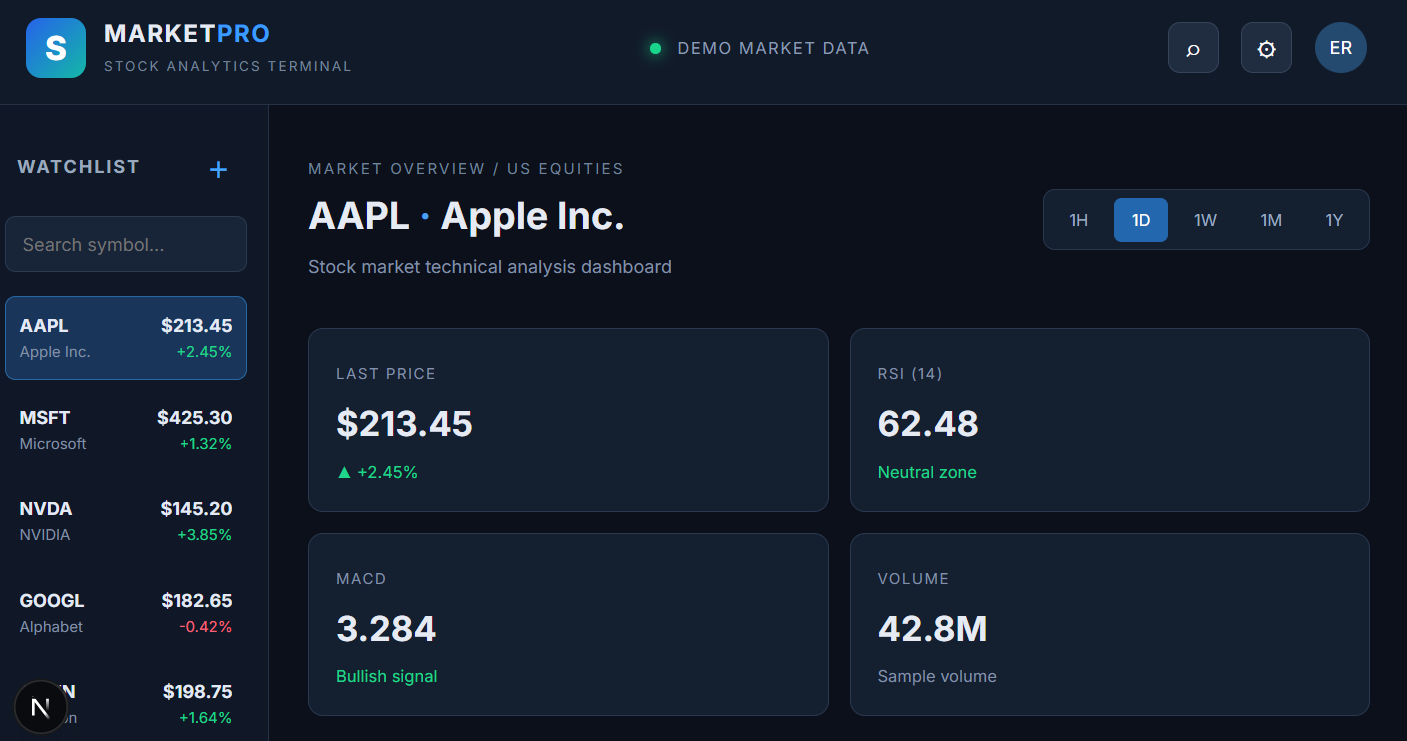 S
MARKETPRO
STOCK ANALYTICS TERMINAL
DEMO MARKET DATA
ER
WATCHLIST
+
Search symbol...
AAPL $213.45
Apple Inc. +2.45%
MSFT $425.30
Microsoft +1.32%
NVDA $145.20
NVIDIA +3.85%
GOOGL $182.65
Alphabet -0.42%
$198.75
+1.64%
N
MARKET OVERVIEW / US EQUITIES
AAPL · Apple Inc.
Stock market technical analysis dashboard
1H 1D 1W 1M 1Y
LAST PRICE
$213.45
▲ +2.45%
RSI (14)
62.48
Neutral zone
MACD
3.284
Bullish signal
VOLUME
42.8M
Sample volume